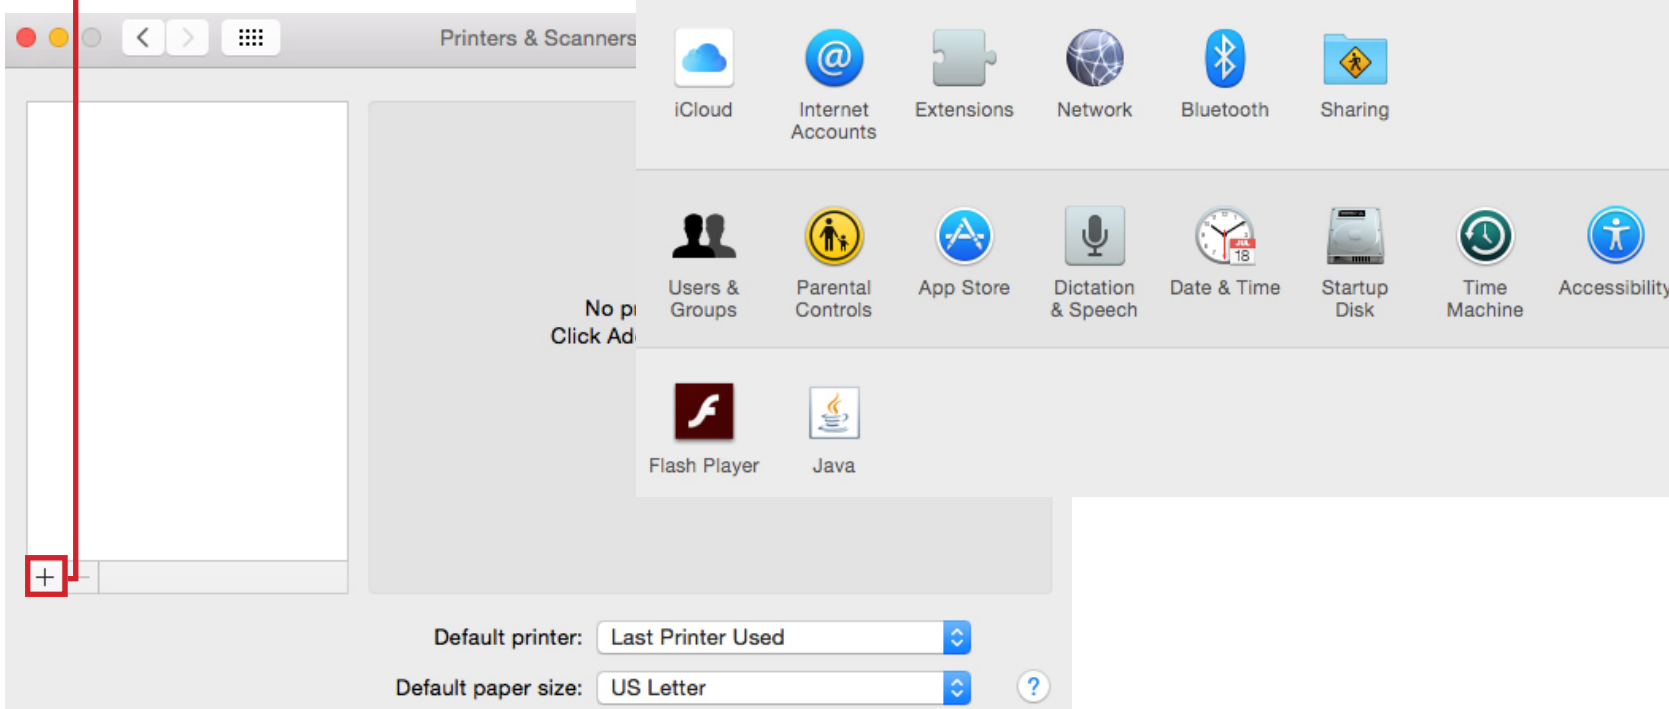 Printers & Scanners
No
Click
iCloud
Internet
Accounts
Extensions
Network
Bluetooth
Sharing
Users &
Groups
Parental
Controls
App Store
Dictation
& Speech
JUL
18
Date & Time
Startup
Disk
Time
Machine
Accessibility
Flash Player
Java
Default printer: Last Printer Used
Default paper size: US Letter
?